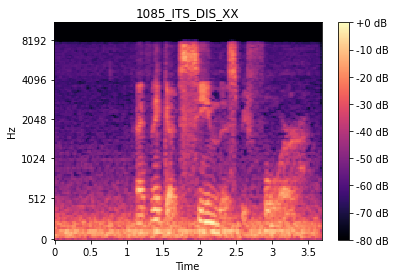 1085_ITS_DIS_XX
8192
4096
2048
1024
512
0
Hz
0 0.5 1 1.5 2 2.5 3 3.5
Time
+0 dB
-10 dB
-20 dB
-30 dB
-40 dB
-50 dB
-60 dB
-70 dB
-80 dB